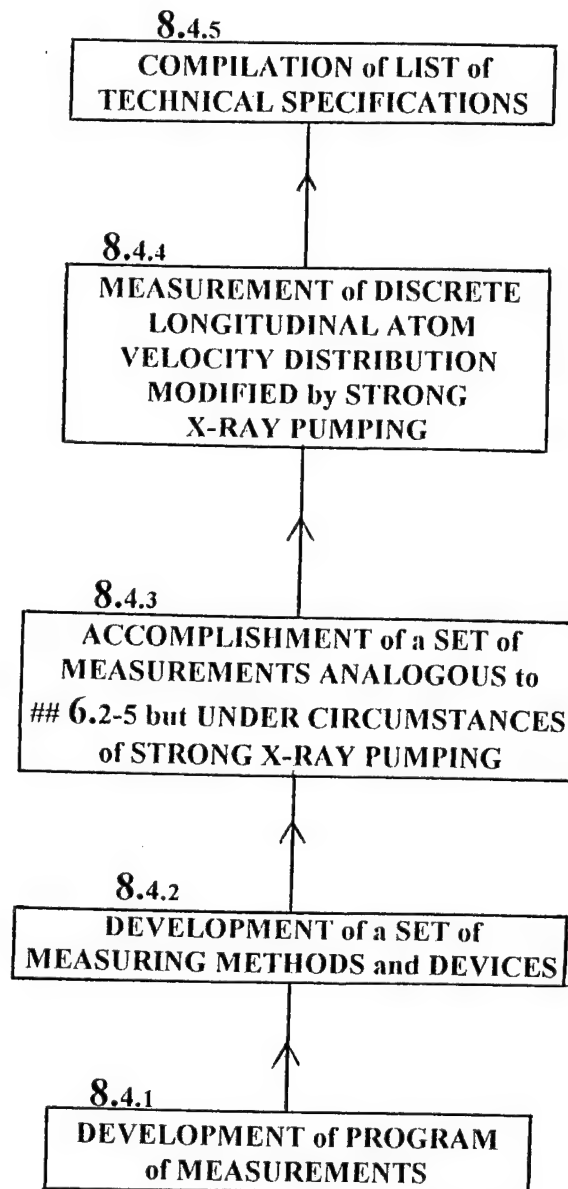 8.4.5
COMPILATION of LIST of
TECHNICAL SPECIFICATIONS
8.4.4
MEASUREMENT of DISCRETE
LONGITUDINAL ATOM
VELOCITY DISTRIBUTION
MODIFIED by STRONG
X-RAY PUMPING
8.4.3
ACCOMPLISHMENT of a SET of
MEASUREMENTS ANALOGOUS to
## 6.2-5 but UNDER CIRCUMSTANCES
of STRONG X-RAY PUMPING
8.4.2
DEVELOPMENT of a SET of
MEASURING METHODS and DEVICES
8.4.1
DEVELOPMENT of PROGRAM
of MEASUREMENTS